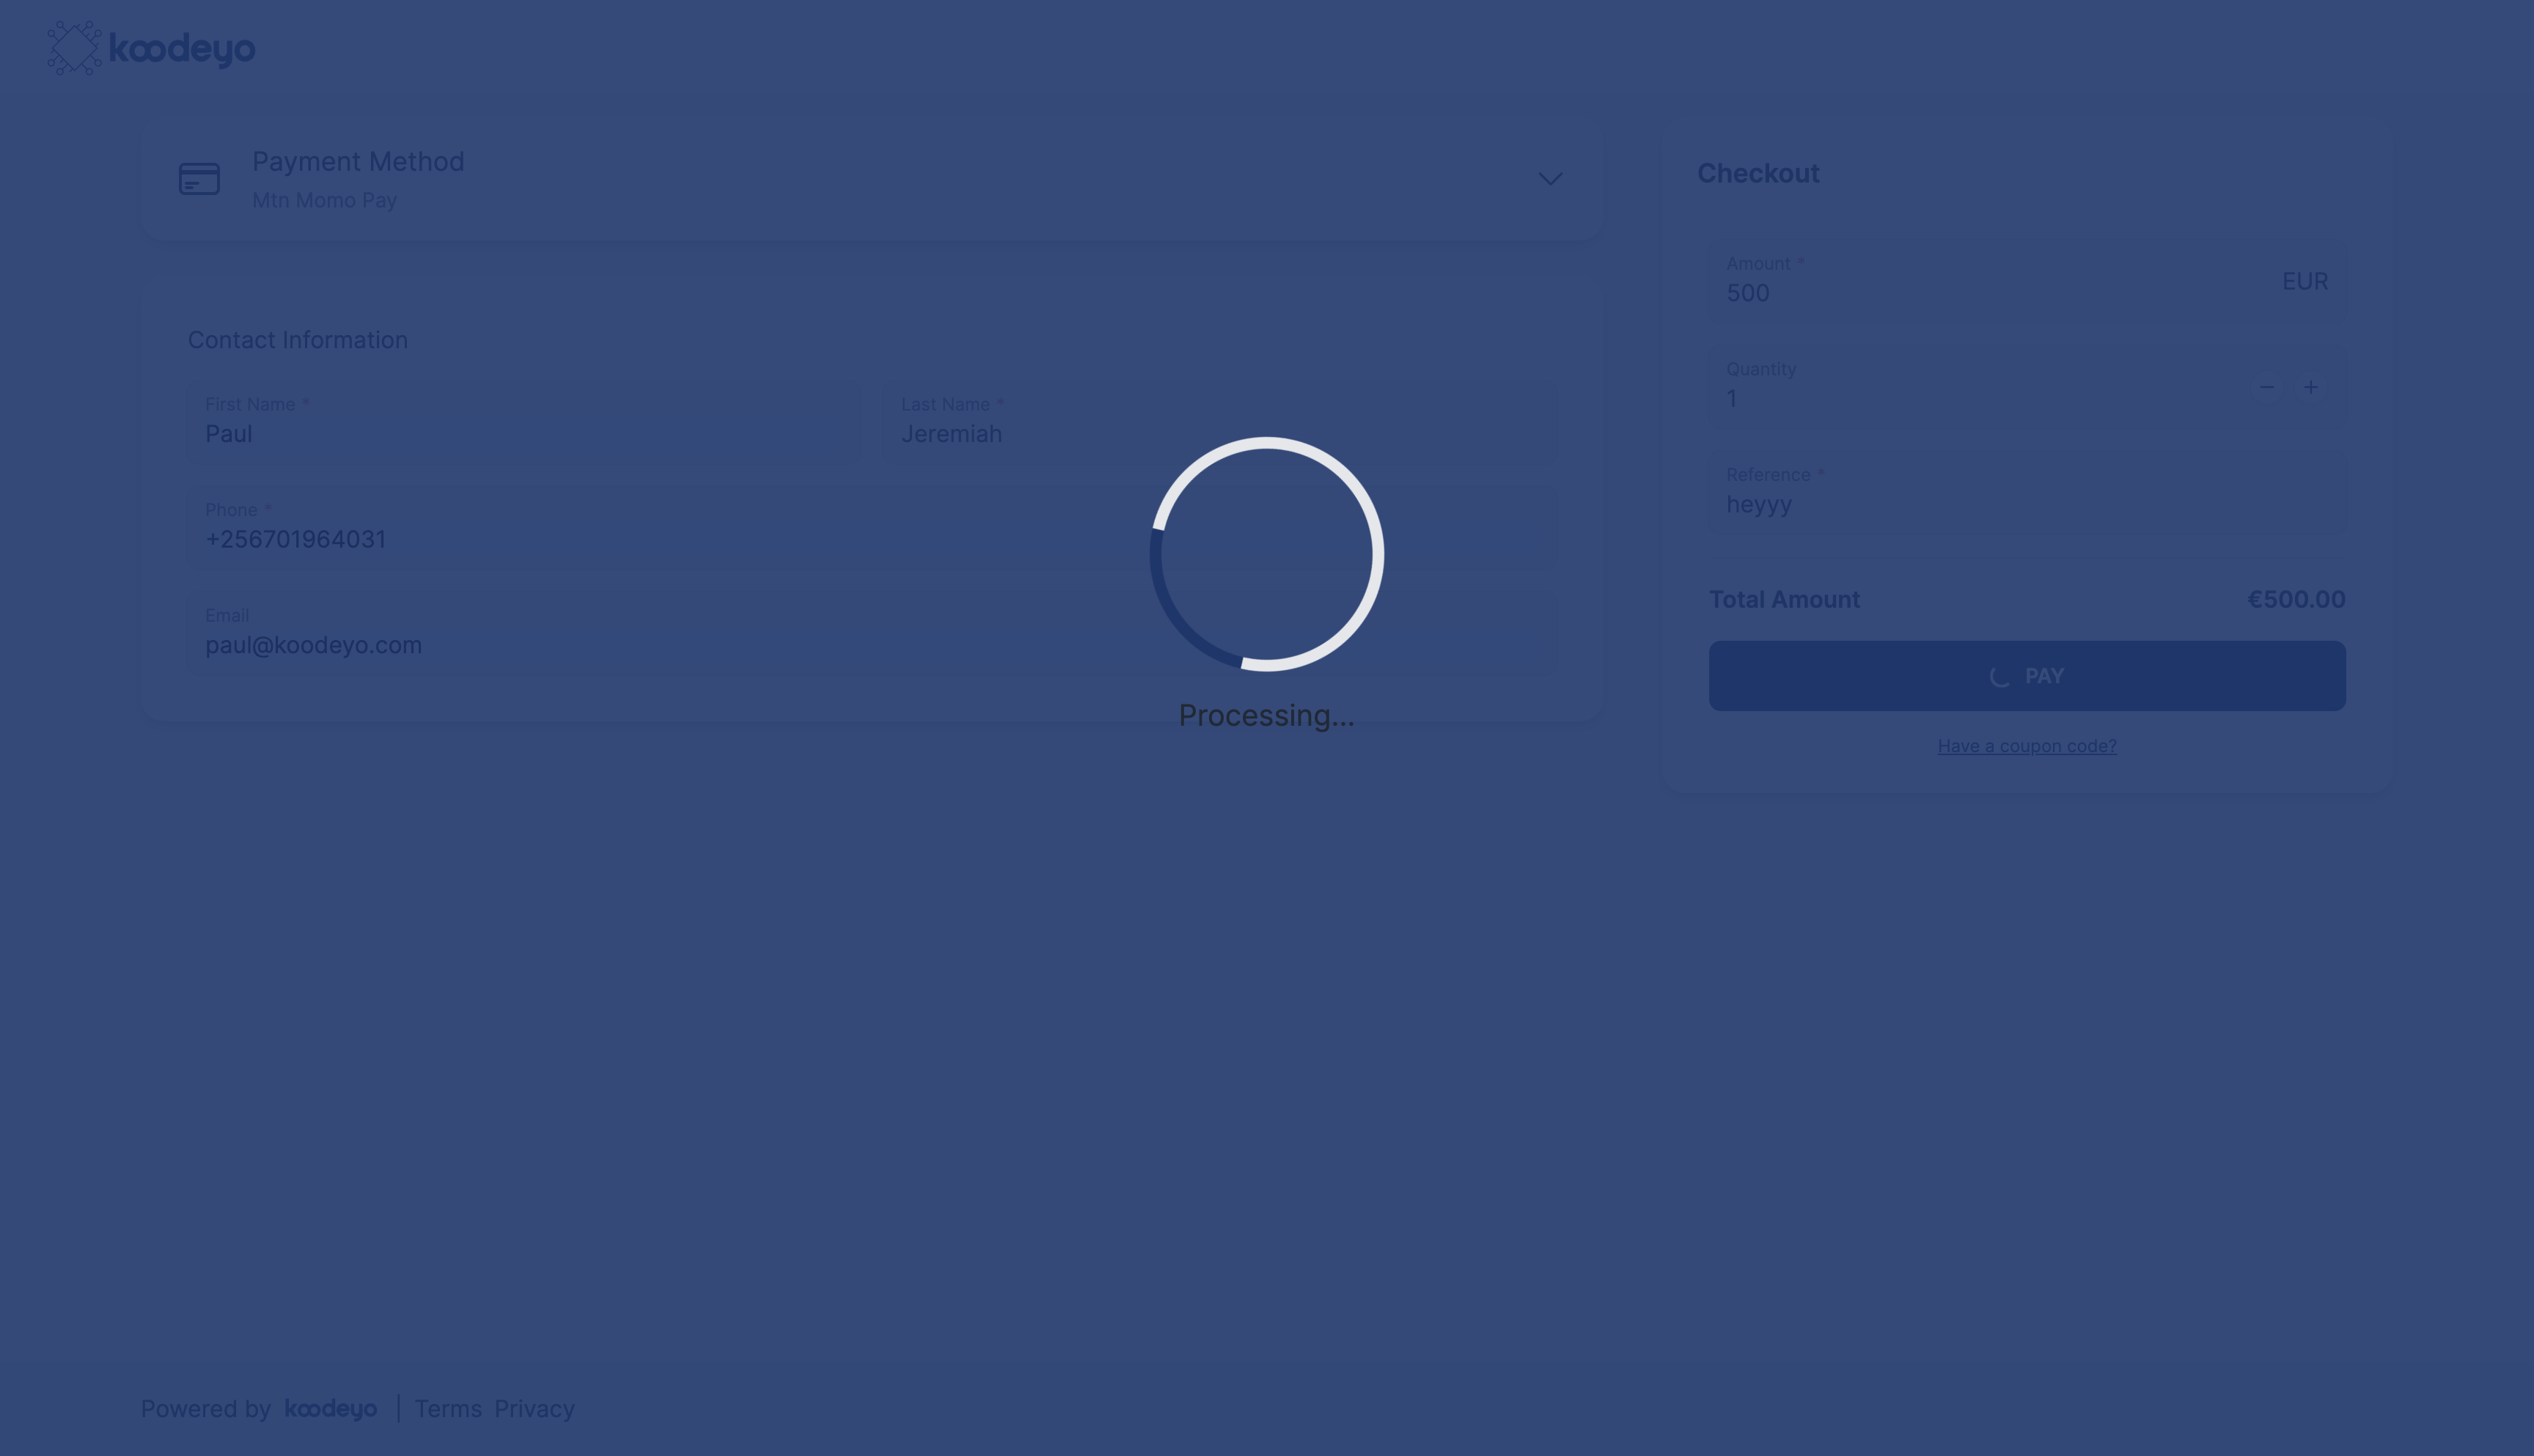 koodeyo
Payment Method
Mtn Momo Pay
Contact Information
First Name *
Paul
Last Name *
Jeremiah
Phone *
+256701964031
Email
paul@koodeyo.com
Processing...
Checkout
Amount *
500
EUR
Quantity
1
− +
Reference *
heyyy
Total Amount €500.00
PAY
Have a coupon code?
Powered by koodeyo | Terms Privacy